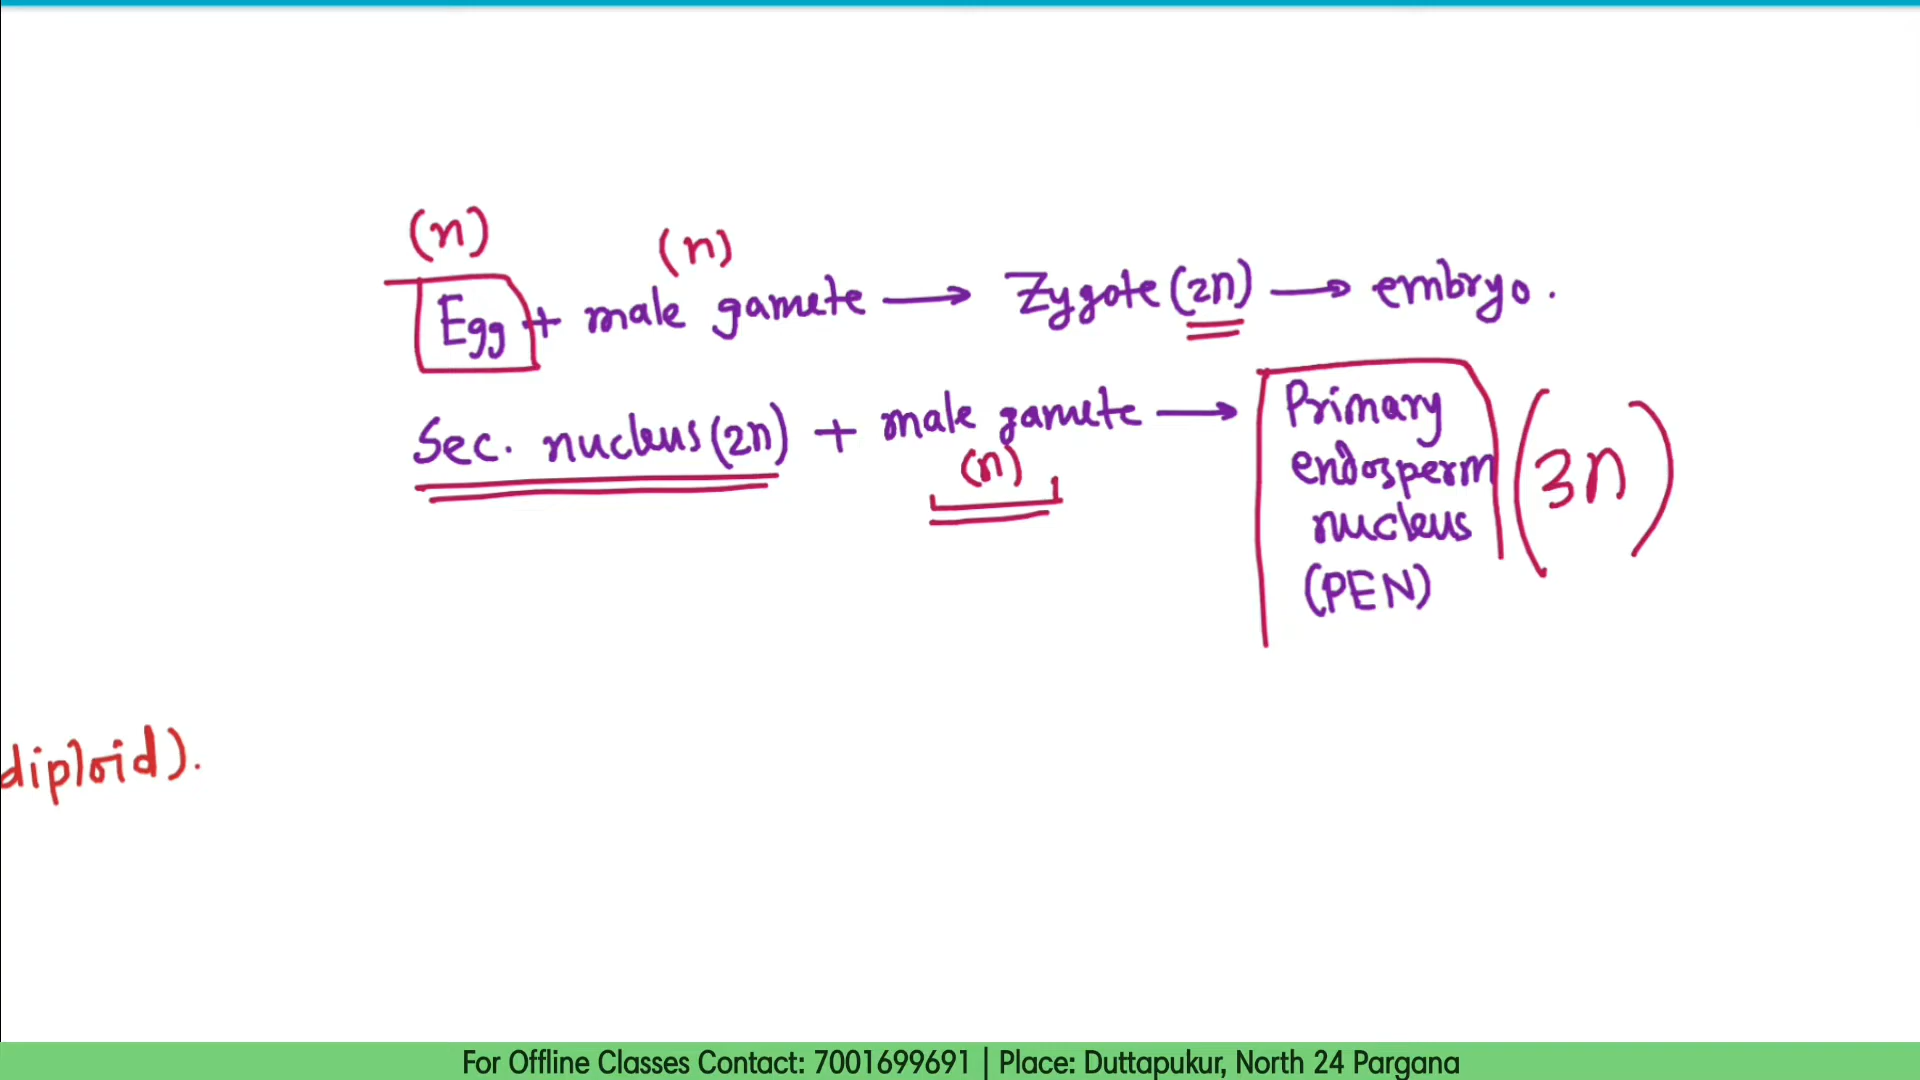 (n) (n)
Egg + male gamete → Zygote (2n) → embryo.
Sec. nucleus (2n) + male gamete → Primary
(n)
endosperm
nucleus
(PEN)
(3n)
diploid).
For Offline Classes Contact: 7001699691 | Place: Duttapukur, North 24 Pargana